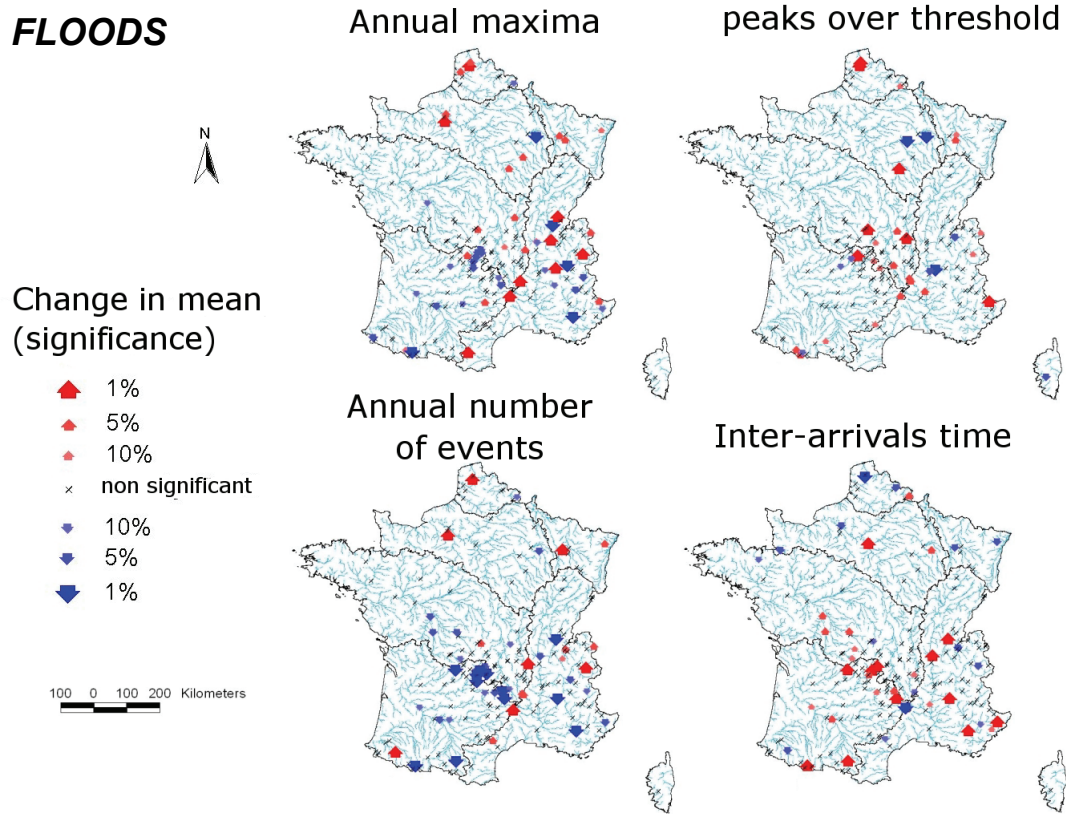 FLOODS
Annual maxima
peaks over threshold
N
Change in mean
(significance)
1%
5%
10%
non significant
10%
5%
1%
100 0 100 200 Kilometers
Annual number
of events
Inter-arrivals time